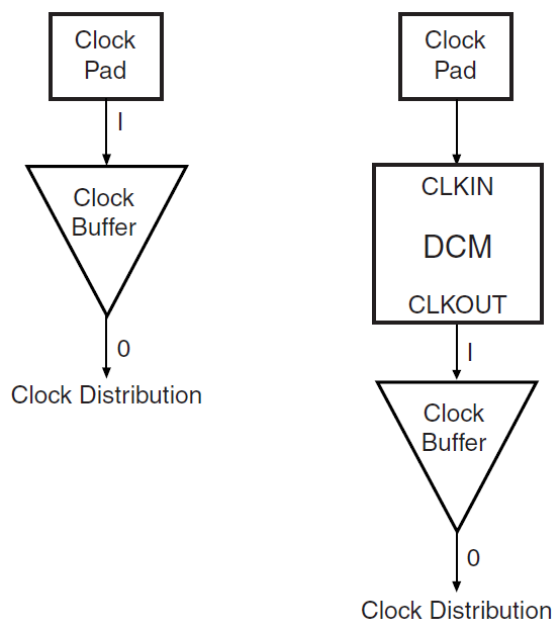 Clock
Pad
I
Clock
Buffer
0
Clock Distribution
Clock
Pad
CLKIN
DCM
CLKOUT
I
Clock
Buffer
0
Clock Distribution